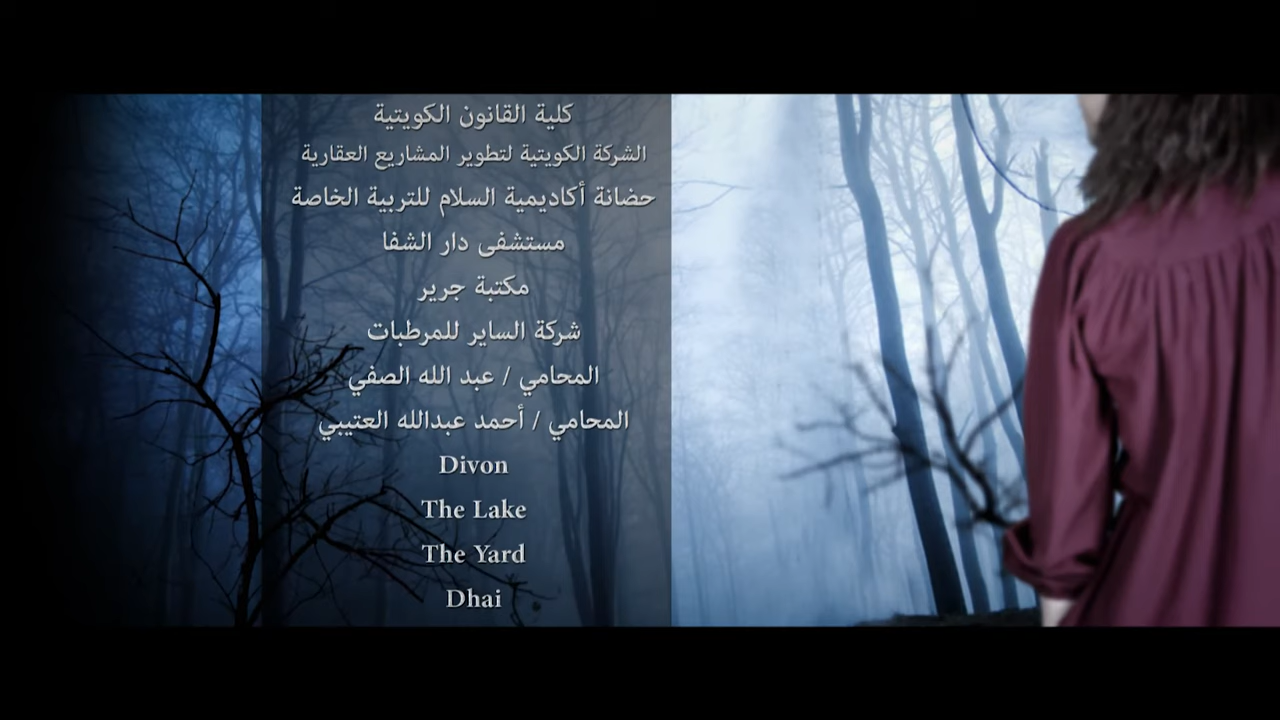 كلية القانون الكويتية
الشركة الكويتية لتطوير المشاريع العقارية
حضانة أكاديمية السلام للتربية الخاصة
مستشفى دار الشفا
مكتبة جرير
شركة الساير للمرطبات
المحامي / عبد الله الصفي
المحامي / أحمد عبدالله العتيبي
Divon
The Lake
The Yard
Dhai